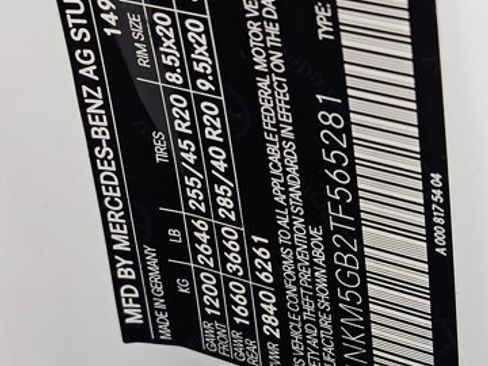 MFD BY MERCEDES-BENZ AG STU
MADE IN GERMANY 149
KG LB TIRES RIM SIZE
GAWR FRONT 1200 2646 255/45 R20 8.5Jx20
GAWR REAR 1660 3660 285/40 R20 9.5Jx20
GVWR 2840 6261
VEHICLE CONFORMS TO ALL APPLICABLE FEDERAL MOTOR VE
AND THEFT PREVENTION STANDARDS IN EFFECT ON THE DA
SHOWN ABOVE. TYPE:
NKM5GB2TF565281
A 000 817 54 04